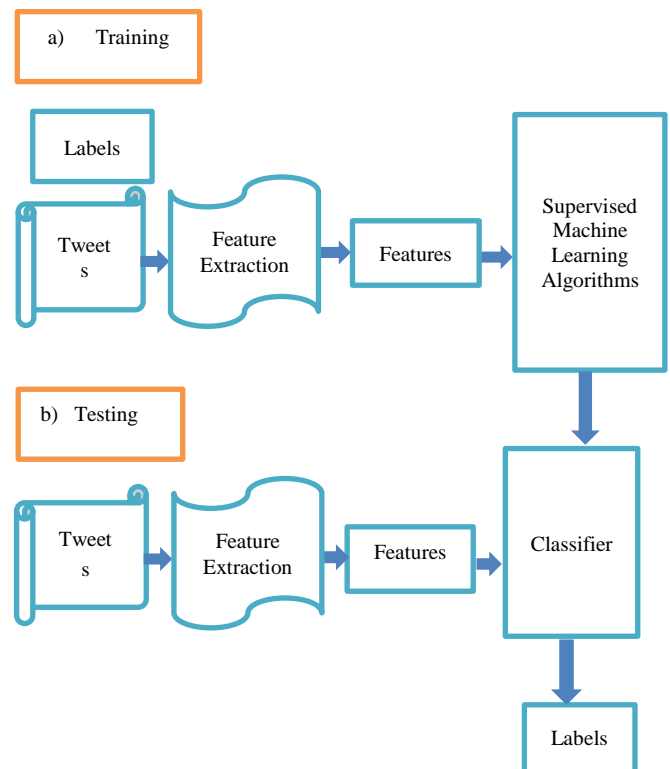 a) Training
Labels
Tweet
s
Feature
Extraction
Features
Supervised
Machine
Learning
Algorithms
b) Testing
Tweet
s
Feature
Extraction
Features
Classifier
Labels